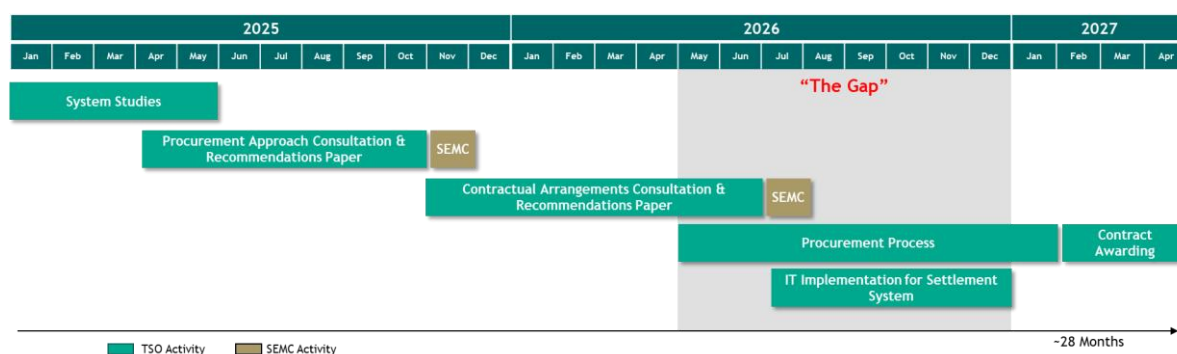 2025 2026 2027
Jan Feb Mar Apr May Jun Jul Aug Sep Oct Nov Dec Jan Feb Mar Apr May Jun Jul Aug Sep Oct Nov Dec Jan Feb Mar Apr
“The Gap”
System Studies
Procurement Approach Consultation &
Recommendations Paper
SEMC
Contractual Arrangements Consultation &
Recommendations Paper
SEMC
Procurement Process
Contract
Awarding
IT Implementation for Settlement
System
~28 Months
TSO Activity
SEMC Activity